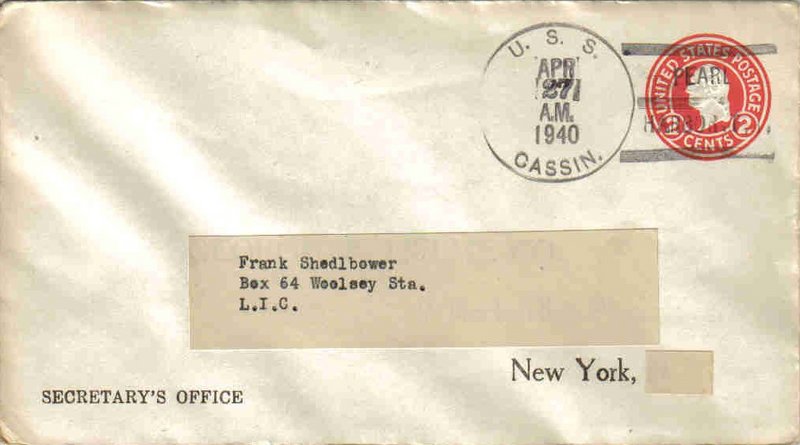 U. S. S.
APR
27
A.M.
1940
CASSIN.
UNITED STATES POSTAGE
2 CENTS 2
PEARL
Frank Shedlbower
Box 64 Woolsey Sta.
L.I.C.
New York,
SECRETARY'S OFFICE